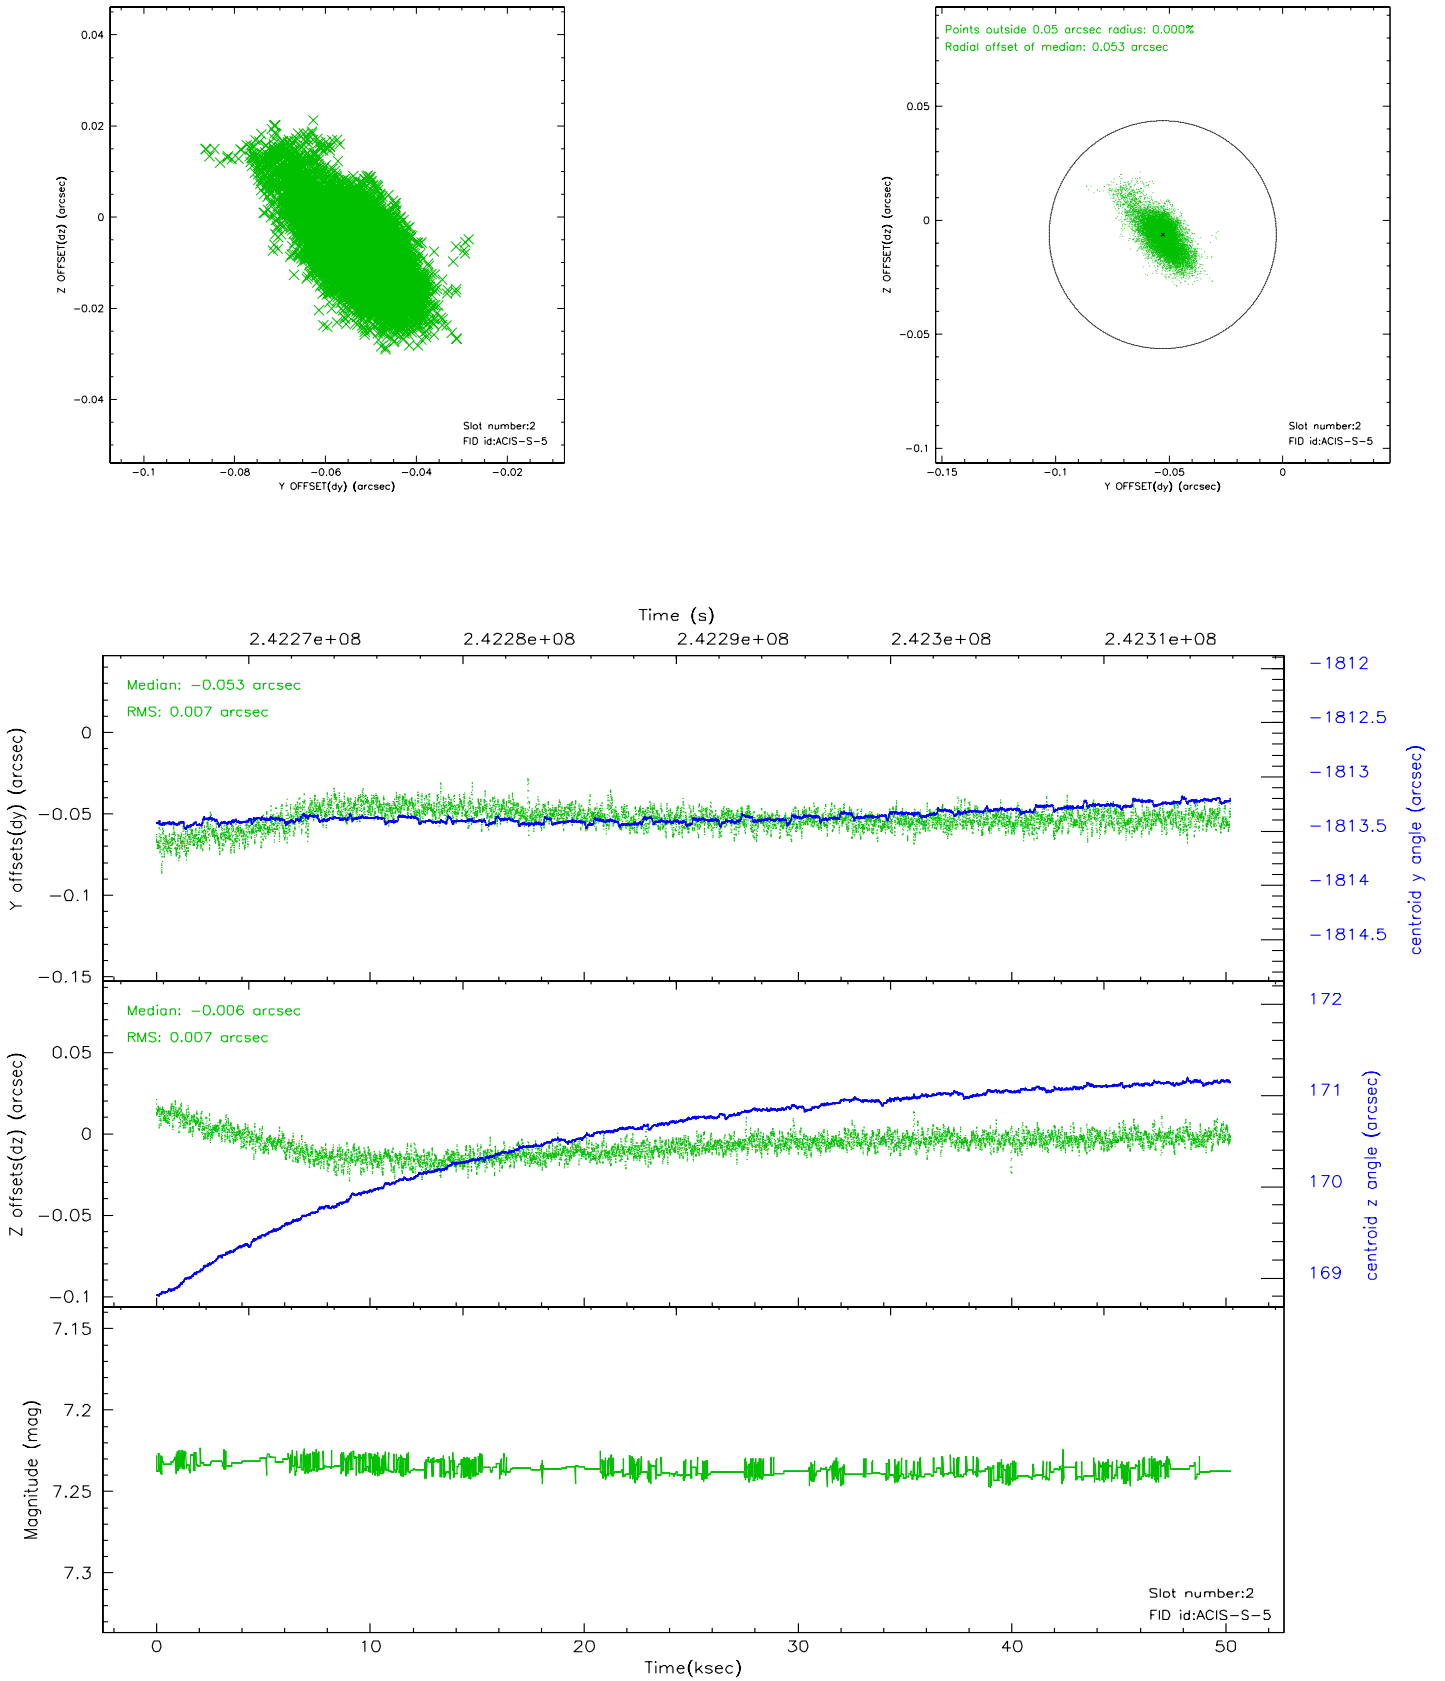 0.04
0.02
0
−0.02
−0.04
Z OFFSET(dz) (arcsec)
Slot number:2
FID id:ACIS−S−5
−0.1
−0.08
−0.06
−0.04
−0.02
Y OFFSET(dy) (arcsec)
Points outside 0.05 arcsec radius: 0.000%
Radial offset of median: 0.053 arcsec
0.05
0
−0.05
−0.1
Z OFFSET(dz) (arcsec)
Slot number:2
FID id:ACIS−S−5
−0.15
−0.1
−0.05
0
Y OFFSET(dy) (arcsec)
Time (s)
2.4227e+08
2.4228e+08
2.4229e+08
2.423e+08
2.4231e+08
Median: −0.053 arcsec
RMS: 0.007 arcsec
0
−0.05
−0.1
−0.15
Y offsets(dy) (arcsec)
−1812
−1812.5
−1813
−1813.5
−1814
−1814.5
centroid y angle (arcsec)
Median: −0.006 arcsec
RMS: 0.007 arcsec
0.05
0
−0.05
−0.1
Z offsets(dz) (arcsec)
172
171
170
169
centroid z angle (arcsec)
7.15
7.2
7.25
7.3
Magnitude (mag)
Slot number:2
FID id:ACIS−S−5
0
10
20
30
40
50
Time(ksec)